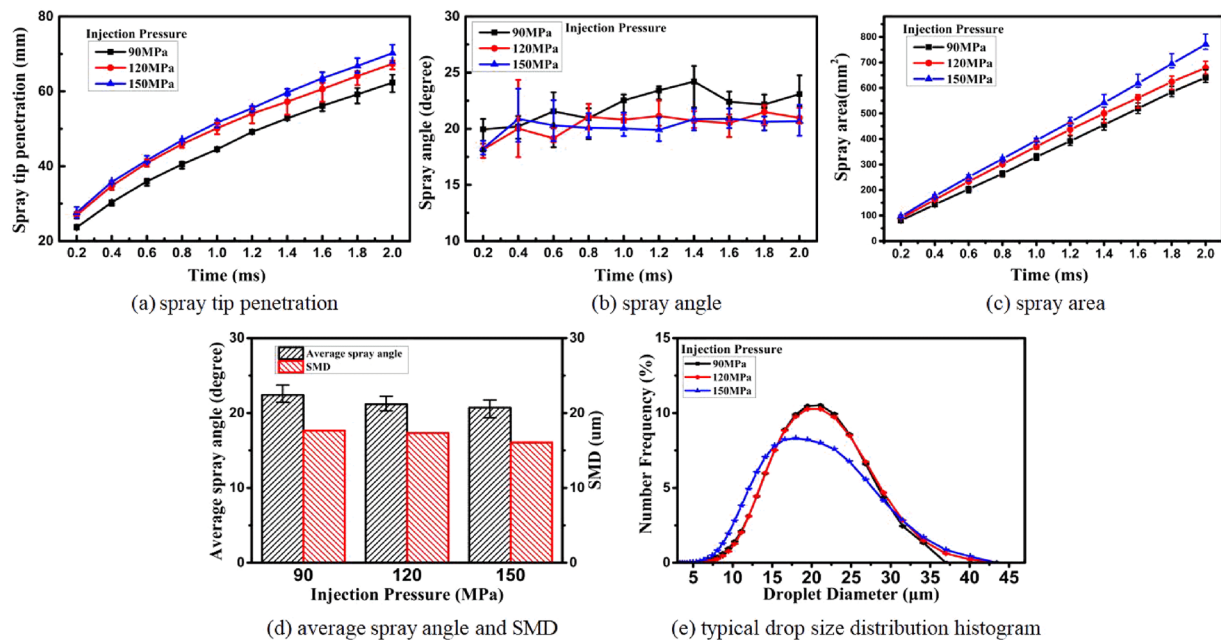 Spray tip penetration (mm)
80
60
40
20
Injection Pressure
90MPa
120MPa
150MPa
0.2 0.4 0.6 0.8 1.0 1.2 1.4 1.6 1.8 2.0
Time (ms)
(a) spray tip penetration
Spray angle (degree)
30
25
20
15
10
Injection Pressure
90MPa
120MPa
150MPa
0.2 0.4 0.6 0.8 1.0 1.2 1.4 1.6 1.8 2.0
Time (ms)
(b) spray angle
Spray area(mm²)
900
800
700
600
500
400
300
200
100
0
Injection Pressure
90MPa
120MPa
150MPa
0.2 0.4 0.6 0.8 1.0 1.2 1.4 1.6 1.8 2.0
Time (ms)
(c) spray area
Average spray angle (degree)
30
20
10
0
Average spray angle
SMD
30
20
10
0
SMD (um)
90 120 150
Injection Pressure (MPa)
(d) average spray angle and SMD
Number Frequency (%)
15
10
5
0
Injection Pressure
90MPa
120MPa
150MPa
5 10 15 20 25 30 35 40 45
Droplet Diameter (μm)
(e) typical drop size distribution histogram